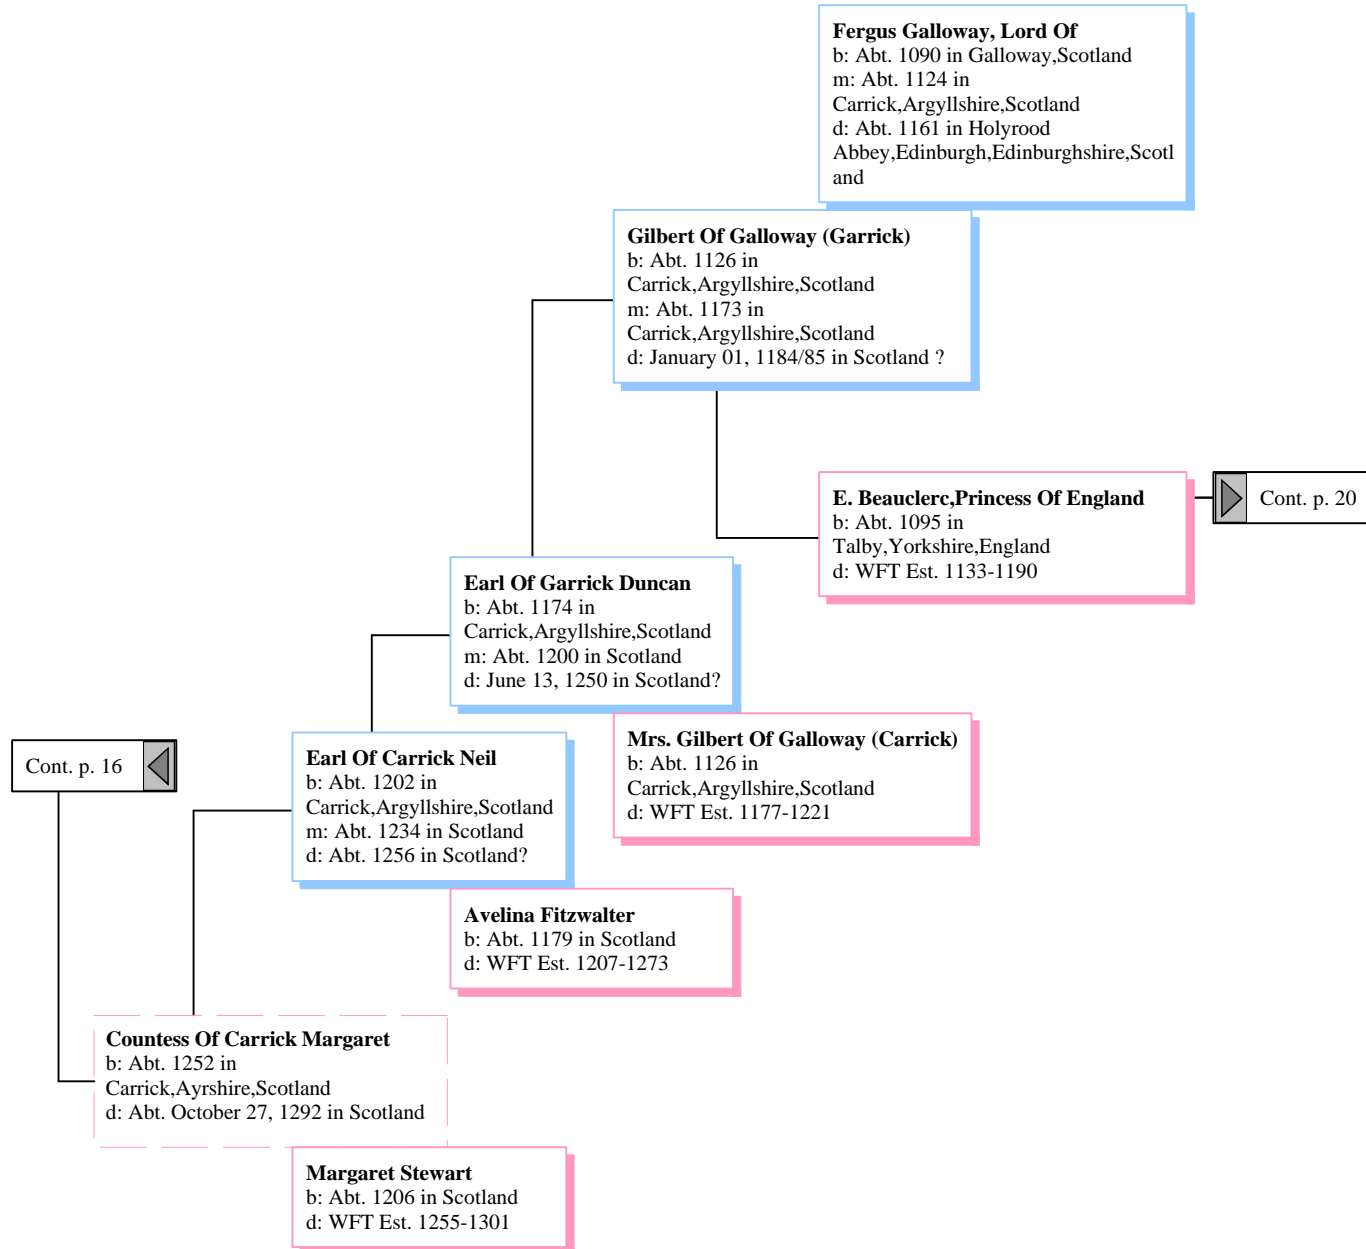 Fergus Galloway, Lord Of
b: Abt. 1090 in Galloway,Scotland
m: Abt. 1124 in
Carrick,Argyllshire,Scotland
d: Abt. 1161 in Holyrood
Abbey,Edinburgh,Edinburghshire,Scotl
and
Gilbert Of Galloway (Garrick)
b: Abt. 1126 in
Carrick,Argyllshire,Scotland
m: Abt. 1173 in
Carrick,Argyllshire,Scotland
d: January 01, 1184/85 in Scotland ?
E. Beauclerc,Princess Of England
b: Abt. 1095 in
Talby,Yorkshire,England
d: WFT Est. 1133-1190
Cont. p. 20
Earl Of Garrick Duncan
b: Abt. 1174 in
Carrick,Argyllshire,Scotland
m: Abt. 1200 in Scotland
d: June 13, 1250 in Scotland?
Mrs. Gilbert Of Galloway (Carrick)
b: Abt. 1126 in
Carrick,Argyllshire,Scotland
d: WFT Est. 1177-1221
Cont. p. 16
Earl Of Carrick Neil
b: Abt. 1202 in
Carrick,Argyllshire,Scotland
m: Abt. 1234 in Scotland
d: Abt. 1256 in Scotland?
Avelina Fitzwalter
b: Abt. 1179 in Scotland
d: WFT Est. 1207-1273
Countess Of Carrick Margaret
b: Abt. 1252 in
Carrick,Ayrshire,Scotland
d: Abt. October 27, 1292 in Scotland
Margaret Stewart
b: Abt. 1206 in Scotland
d: WFT Est. 1255-1301